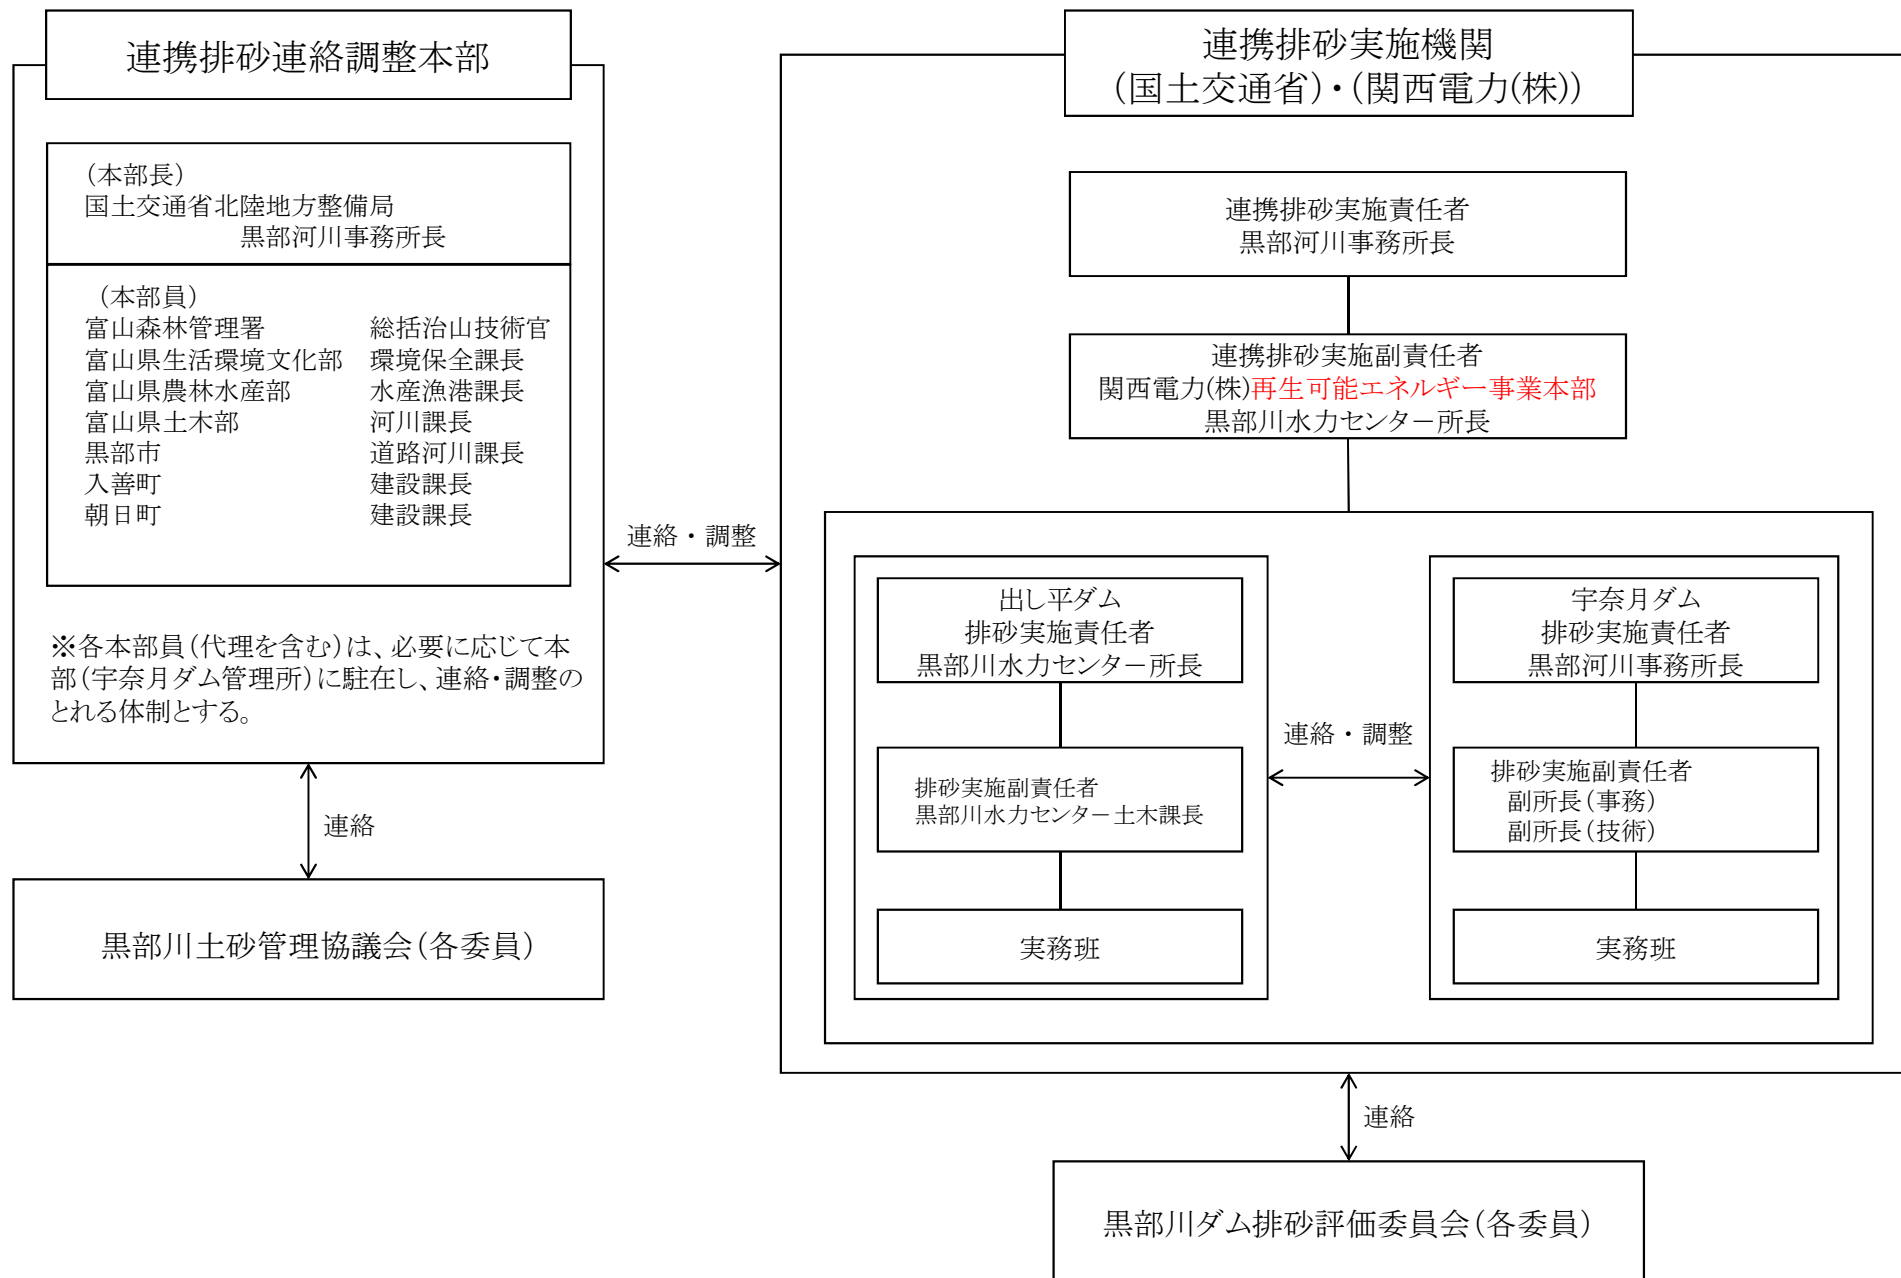 連携排砂連絡調整本部
（本部長）
国土交通省北陸地方整備局
黒部河川事務所長
（本部員）
富山森林管理署 総括治山技術官
富山県生活環境文化部 環境保全課長
富山県農林水産部 水産漁港課長
富山県土木部 河川課長
黒部市 道路河川課長
入善町 建設課長
朝日町 建設課長
※各本部員（代理を含む）は、必要に応じて本
部（宇奈月ダム管理所）に駐在し、連絡・調整の
とれる体制とする。
連絡
黒部川土砂管理協議会（各委員）
連絡・調整
連携排砂実施機関
（国土交通省）・（関西電力(株)）
連携排砂実施責任者
黒部河川事務所長
連携排砂実施副責任者
関西電力(株)再生可能エネルギー事業本部
黒部川水力センター所長
出し平ダム
排砂実施責任者
黒部川水力センター所長
排砂実施副責任者
黒部川水力センター土木課長
実務班
連絡・調整
宇奈月ダム
排砂実施責任者
黒部河川事務所長
排砂実施副責任者
副所長（事務）
副所長（技術）
実務班
連絡
黒部川ダム排砂評価委員会（各委員）